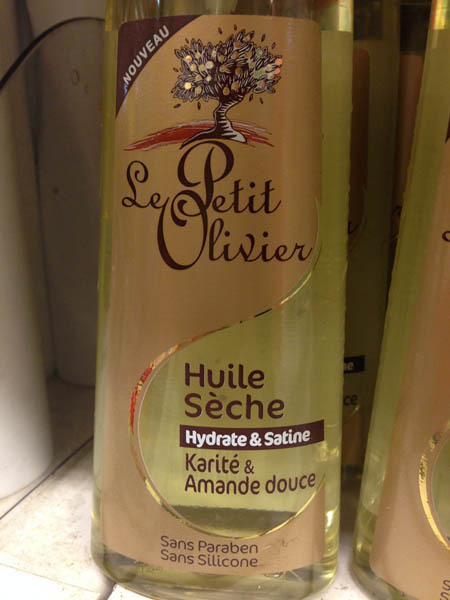 NOUVEAU
Le Petit
Olivier
Huile
Sèche
Hydrate & Satine
Karité &
Amande douce
Sans Paraben
Sans Silicone